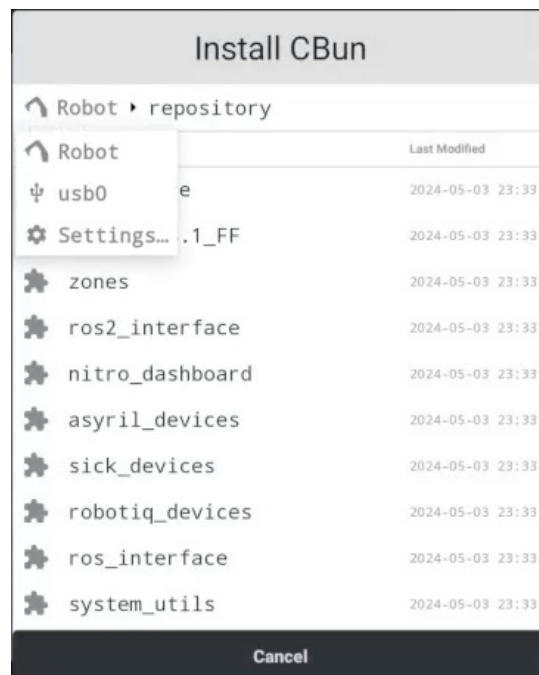 Install CBun
Robot ‣ repository
Robot
Last Modified
usb0
e
2024-05-03 23:33
Settings….1_FF
2024-05-03 23:33
zones
2024-05-03 23:33
ros2_interface
2024-05-03 23:33
nitro_dashboard
2024-05-03 23:33
asyril_devices
2024-05-03 23:33
sick_devices
2024-05-03 23:33
robotiq_devices
2024-05-03 23:33
ros_interface
2024-05-03 23:33
system_utils
2024-05-03 23:33
Cancel